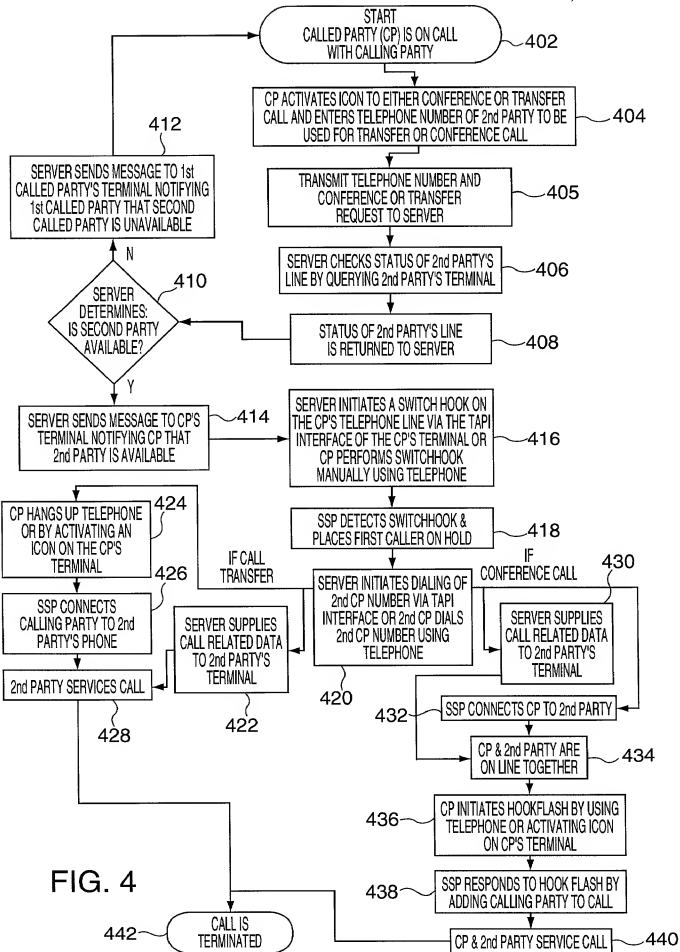 START
CALLED PARTY (CP) IS ON CALL
WITH CALLING PARTY
402
CP ACTIVATES ICON TO EITHER CONFERENCE OR TRANSFER
CALL AND ENTERS TELEPHONE NUMBER OF 2nd PARTY TO BE
USED FOR TRANSFER OR CONFERENCE CALL
404
412
SERVER SENDS MESSAGE TO 1st
CALLED PARTY'S TERMINAL NOTIFYING
1st CALLED PARTY THAT SECOND
CALLED PARTY IS UNAVAILABLE
TRANSMIT TELEPHONE NUMBER AND
CONFERENCE OR TRANSFER
REQUEST TO SERVER
405
SERVER CHECKS STATUS OF 2nd PARTY'S
LINE BY QUERYING 2nd PARTY'S TERMINAL
406
N
410
SERVER
DETERMINES:
IS SECOND PARTY
AVAILABLE?
STATUS OF 2nd PARTY'S LINE
IS RETURNED TO SERVER
408
Y
SERVER SENDS MESSAGE TO CP'S
TERMINAL NOTIFYING CP THAT
2nd PARTY IS AVAILABLE
414
SERVER INITIATES A SWITCH HOOK ON
THE CP'S TELEPHONE LINE VIA THE TAPI
INTERFACE OF THE CP'S TERMINAL OR
CP PERFORMS SWITCHHOOK
MANUALLY USING TELEPHONE
416
424
CP HANGS UP TELEPHONE
OR BY ACTIVATING AN
ICON ON THE CP'S
TERMINAL
SSP DETECTS SWITCHHOOK &
PLACES FIRST CALLER ON HOLD
418
IF CALL
TRANSFER
IF
CONFERENCE CALL
426
SSP CONNECTS
CALLING PARTY TO 2nd
PARTY'S PHONE
SERVER SUPPLIES
CALL RELATED DATA
TO 2nd PARTY'S
TERMINAL
422
SERVER INITIATES DIALING OF
2nd CP NUMBER VIA TAPI
INTERFACE OR 2nd CP DIALS
2nd CP NUMBER USING
TELEPHONE
420
430
SERVER SUPPLIES
CALL RELATED DATA
TO 2nd PARTY'S
TERMINAL
2nd PARTY SERVICES CALL
428
432
SSP CONNECTS CP TO 2nd PARTY
CP & 2nd PARTY ARE
ON LINE TOGETHER
434
436
CP INITIATES HOOKFLASH BY USING
TELEPHONE OR ACTIVATING ICON
ON CP'S TERMINAL
FIG. 4
438
SSP RESPONDS TO HOOK FLASH BY
ADDING CALLING PARTY TO CALL
442
CALL IS
TERMINATED
CP & 2nd PARTY SERVICE CALL
440